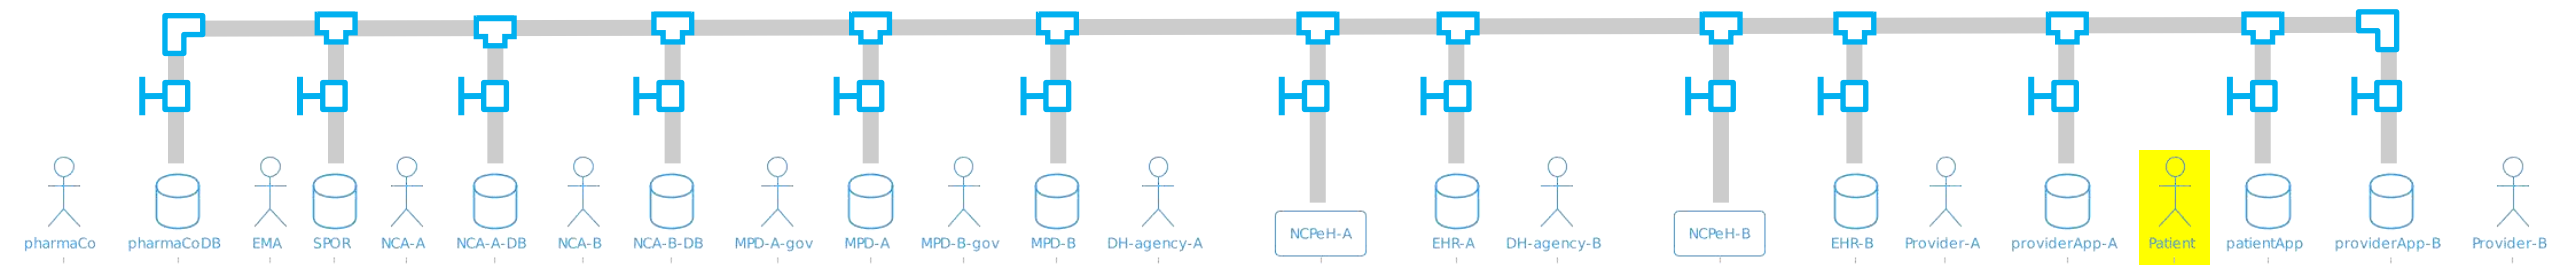 pharmaCo
pharmaCoDB
EMA
SPOR
NCA-A
NCA-A-DB
NCA-B
NCA-B-DB
MPD-A-gov
MPD-A
MPD-B-gov
MPD-B
DH-agency-A
NCPeH-A
EHR-A
DH-agency-B
NCPeH-B
EHR-B
Provider-A
providerApp-A
Patient
patientApp
providerApp-B
Provider-B